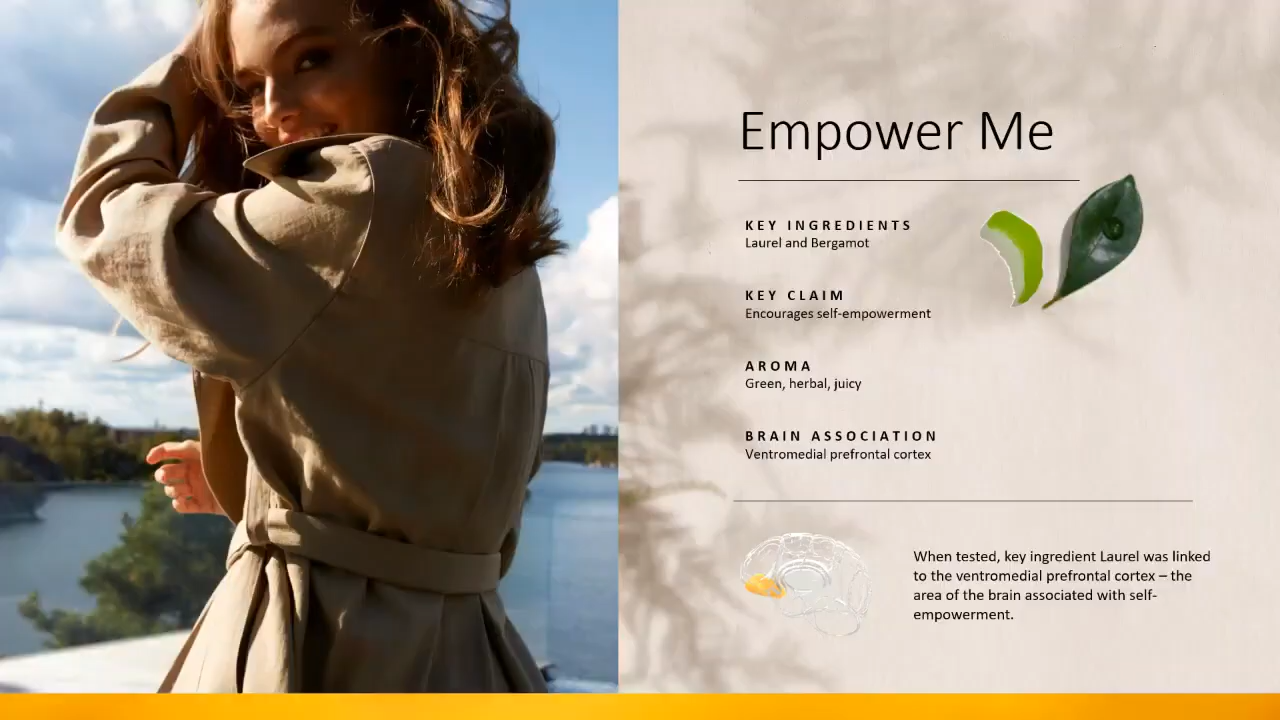 Empower Me
KEY INGREDIENTS
Laurel and Bergamot
KEY CLAIM
Encourages self-empowerment
AROMA
Green, herbal, juicy
BRAIN ASSOCIATION
Ventromedial prefrontal cortex
When tested, key ingredient Laurel was linked
to the ventromedial prefrontal cortex – the
area of the brain associated with self-
empowerment.